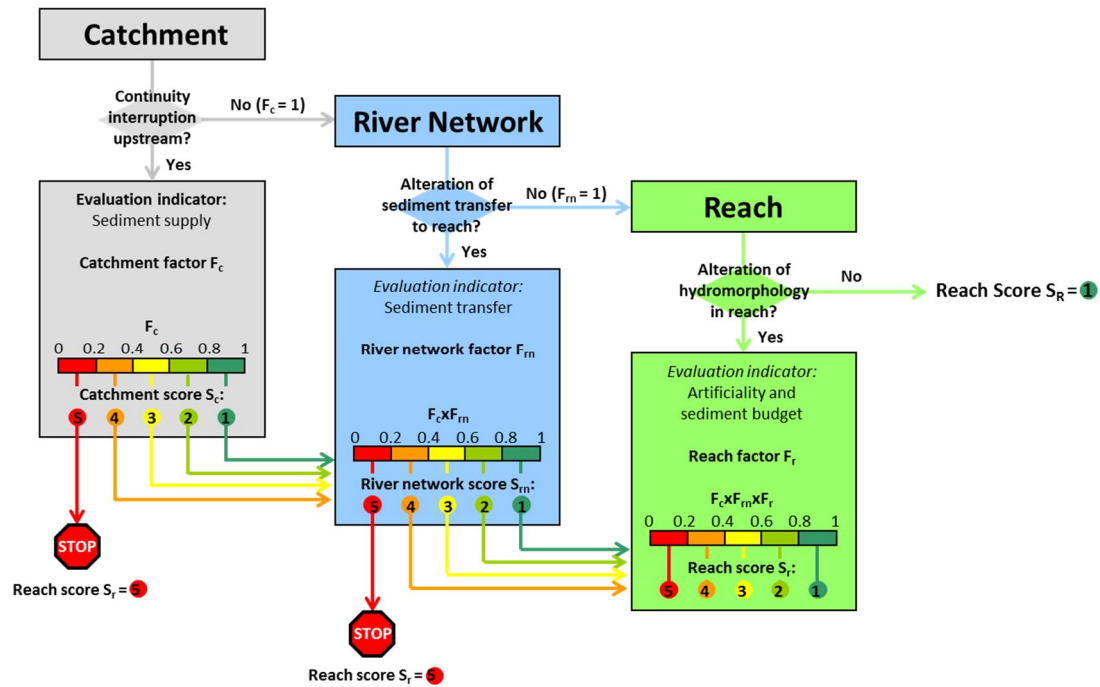 Catchment
Continuity
interruption
upstream?
No (Fc = 1)
Yes
Evaluation indicator:
Sediment supply
Catchment factor Fc
Fc
0 0.2 0.4 0.6 0.8 1
Catchment score Sc:
5 4 3 2 1
STOP
Reach score Sr = 5
River Network
Alteration of
sediment transfer
to reach?
No (Frn = 1)
Yes
Evaluation indicator:
Sediment transfer
River network factor Frn
FcxFrn
0 0.2 0.4 0.6 0.8 1
River network score Srn:
5 4 3 2 1
STOP
Reach score Sr = 5
Reach
Alteration of
hydromorphology
in reach?
No
Reach Score SR = 1
Yes
Evaluation indicator:
Artificiality and
sediment budget
Reach factor Fr
FcxFrnxFr
0 0.2 0.4 0.6 0.8 1
Reach score Sr:
5 4 3 2 1